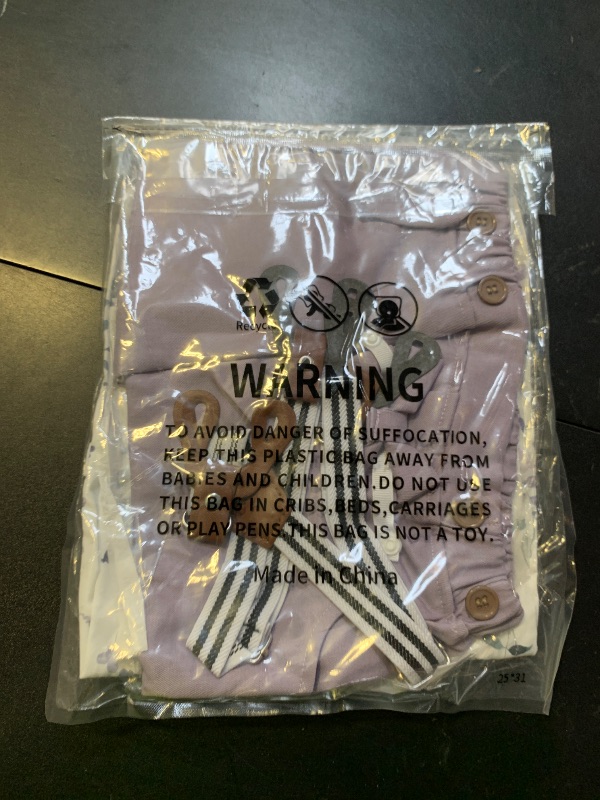 Recycle
WARNING
TO AVOID DANGER OF SUFFOCATION,
KEEP THIS PLASTIC BAG AWAY FROM
BABIES AND CHILDREN.DO NOT USE
THIS BAG IN CRIBS,BEDS,CARRIAGES
OR PLAY PENS.THIS BAG IS NOT A TOY.
Made in China
25*31